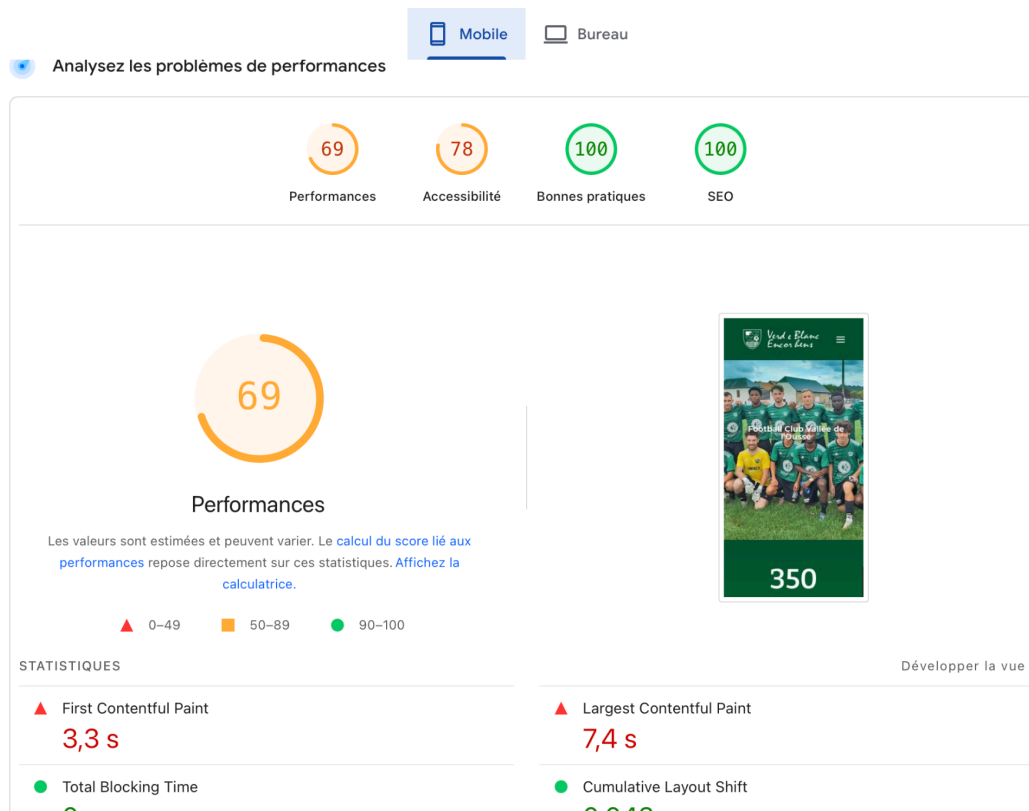 Mobile
Bureau
Analysez les problèmes de performances
69
78
100
100
Performances
Accessibilité
Bonnes pratiques
SEO
69
Performances
Les valeurs sont estimées et peuvent varier. Le calcul du score lié aux
performances repose directement sur ces statistiques. Affichez la
calculatrice.
0–49
50–89
90–100
Verd e Blanc
Encorbens
Football Club Vallée de
l'Ousse
350
STATISTIQUES
Développer la vue
First Contentful Paint
3,3 s
Largest Contentful Paint
7,4 s
Total Blocking Time
Cumulative Layout Shift